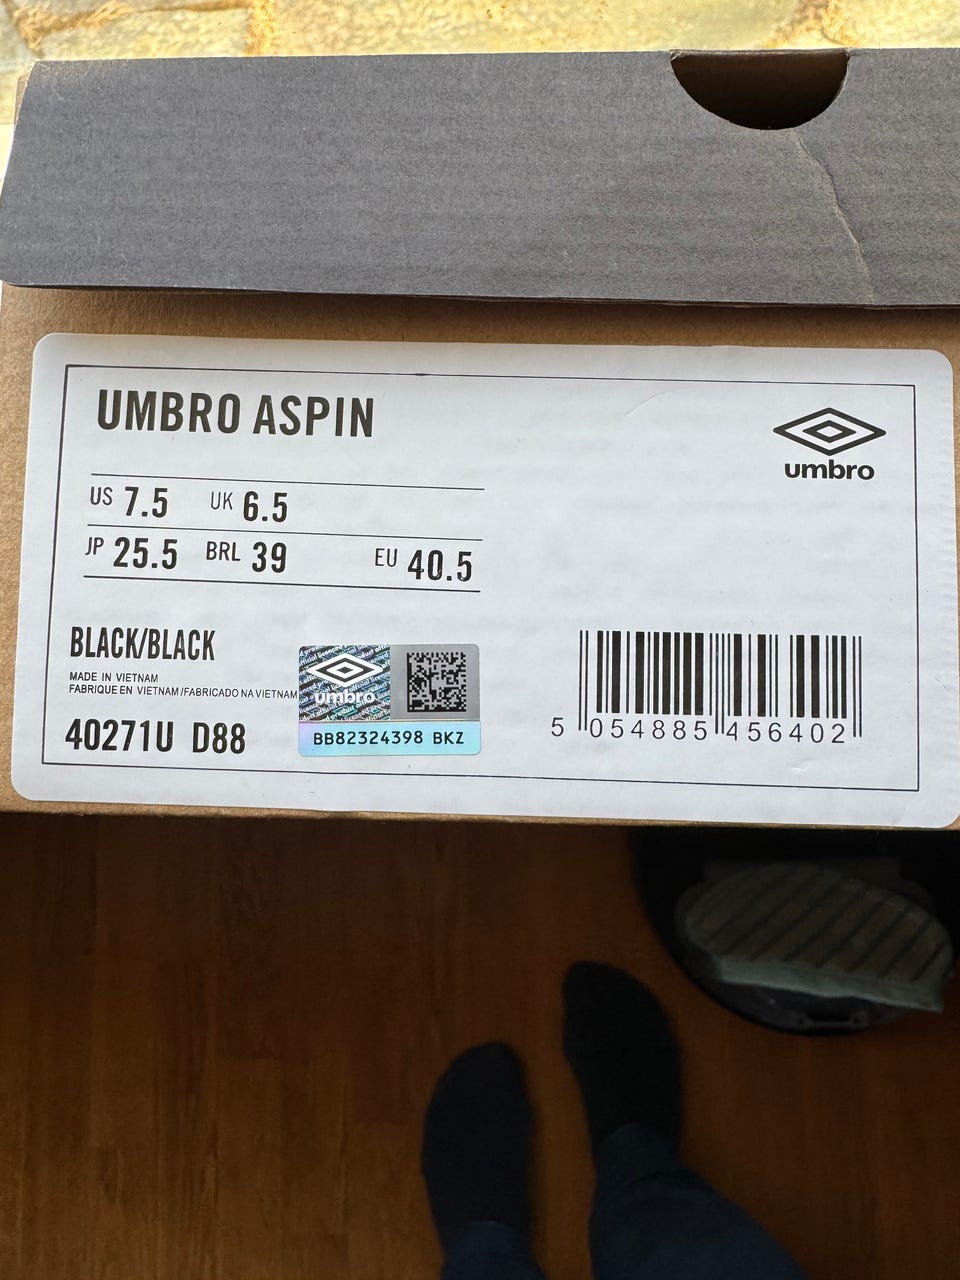 UMBRO ASPIN
umbro
US 7.5 UK 6.5
JP 25.5 BRL 39 EU 40.5
BLACK/BLACK
MADE IN VIETNAM
FABRIQUE EN VIETNAM/FABRICADO NA VIETNAM
40271U D88
umbro
BB82324398 BKZ
5 054885 456402